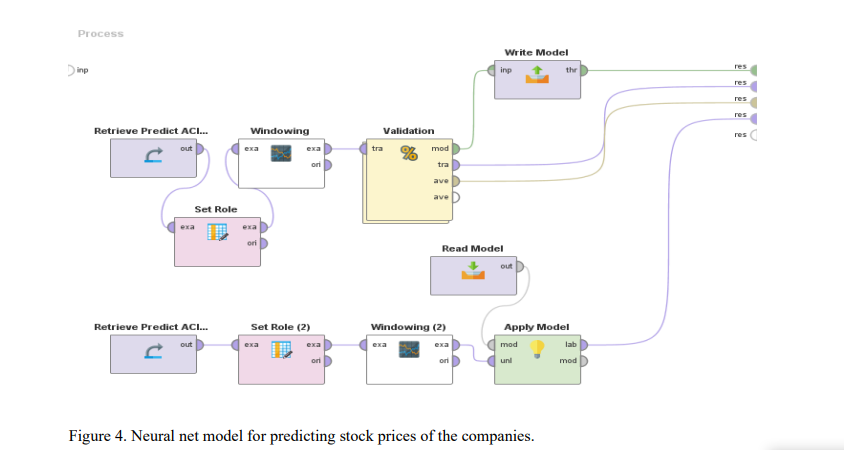 Process
inp
Write Model
inp
thr
res
res
res
res
res
Retrieve Predict ACI...
out
Windowing
exa
exa
ori
Validation
tra
%
mod
tra
ave
ave
Set Role
exa
exa
ori
Read Model
out
Retrieve Predict ACI...
out
Set Role (2)
exa
exa
ori
Windowing (2)
exa
exa
ori
Apply Model
mod
unl
lab
mod
Figure 4. Neural net model for predicting stock prices of the companies.